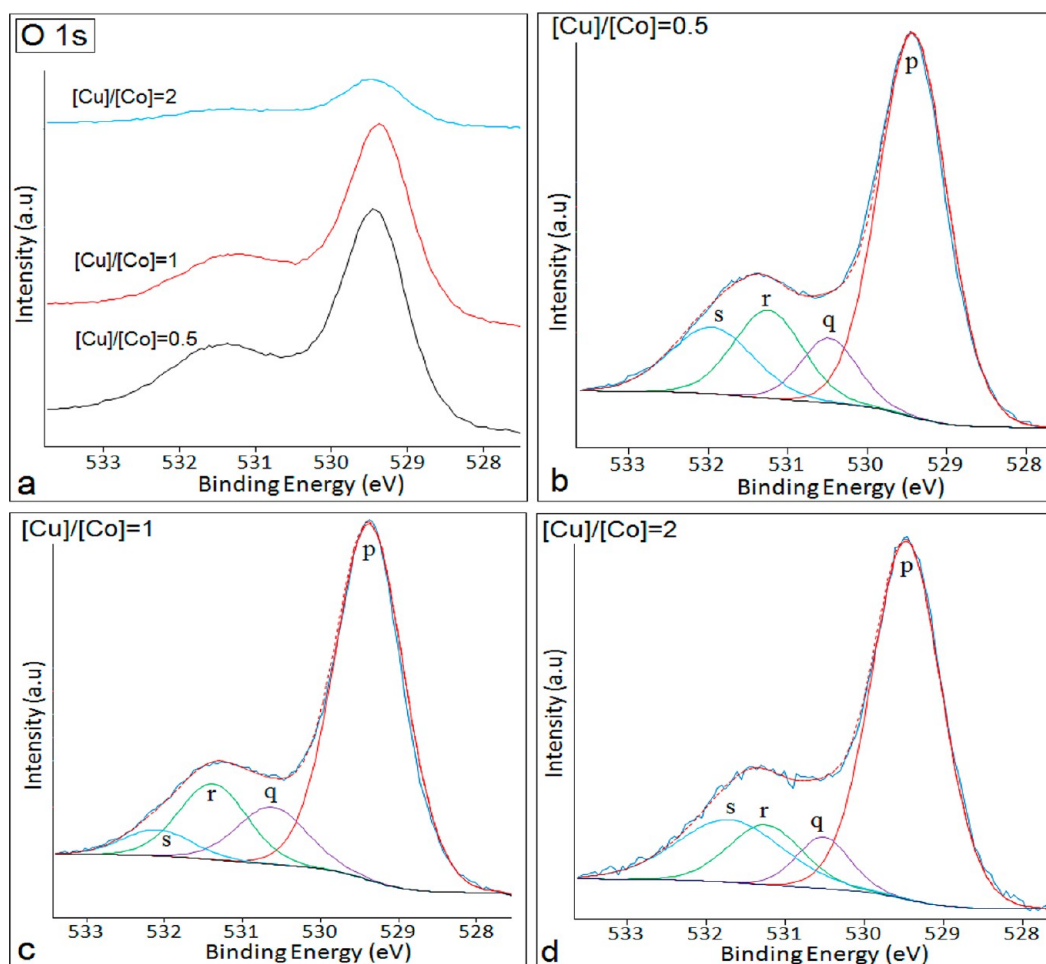 O 1s
[Cu]/[Co]=2
[Cu]/[Co]=1
[Cu]/[Co]=0.5
Intensity (a.u)
533 532 531 530 529 528
Binding Energy (eV)
a
[Cu]/[Co]=0.5
p
s r q
Intensity (a.u)
533 532 531 530 529 528
Binding Energy (eV)
b
[Cu]/[Co]=1
p
s r q
Intensity (a.u)
533 532 531 530 529 528
Binding Energy (eV)
c
[Cu]/[Co]=2
p
s r q
Intensity (a.u)
533 532 531 530 529 528
Binding Energy (eV)
d